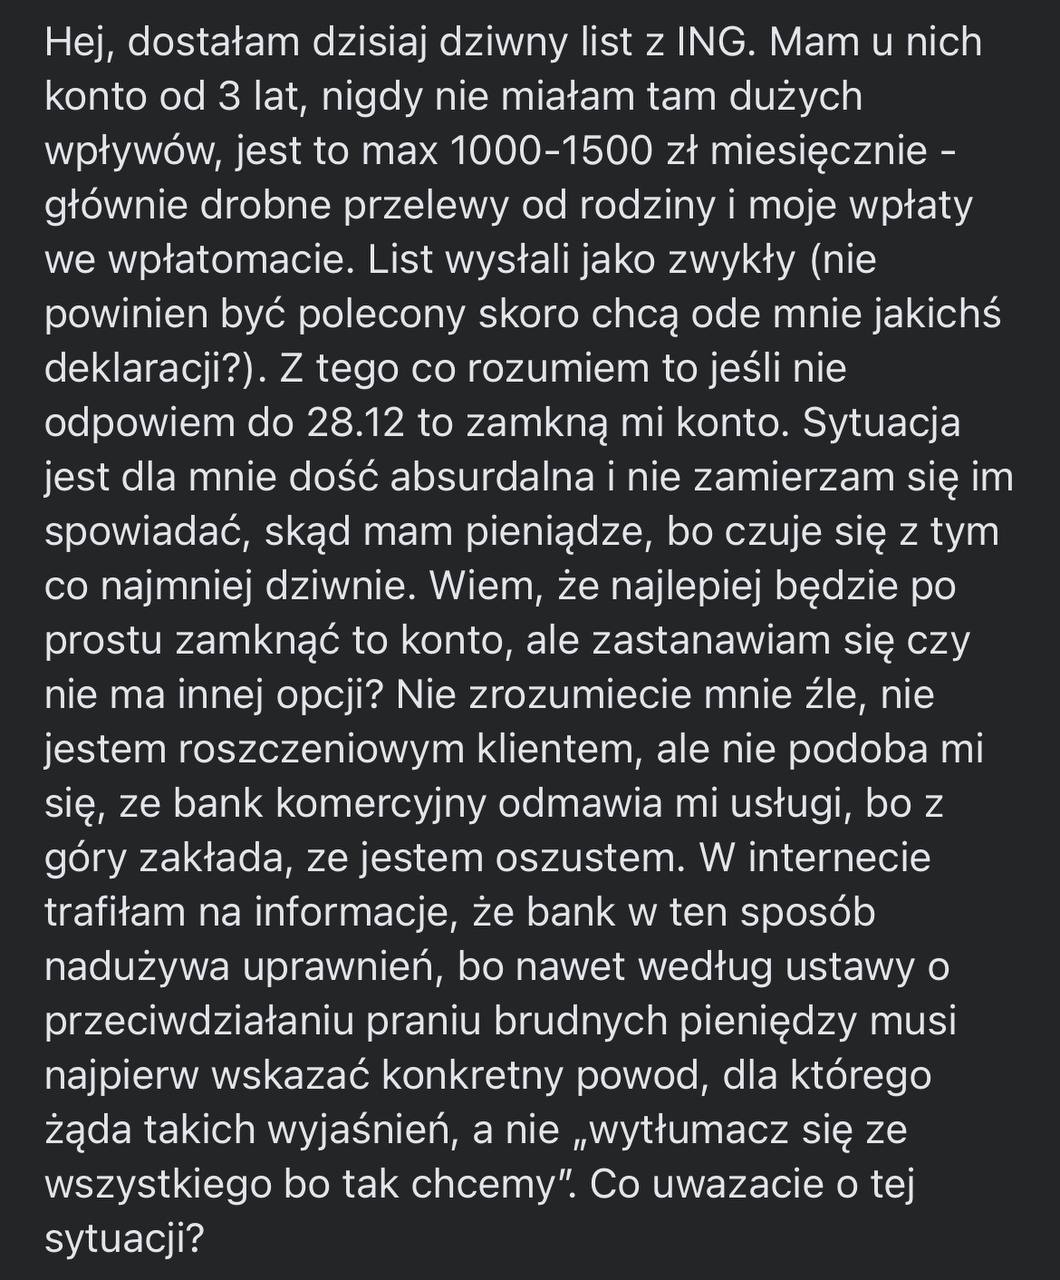 Hej, dostałam dzisiaj dziwny list z ING. Mam u nich
konto od 3 lat, nigdy nie miałam tam dużych
wpływów, jest to max 1000-1500 zł miesięcznie -
głównie drobne przelewy od rodziny i moje wpłaty
we wpłatomacie. List wysłali jako zwykły (nie
powinien być polecony skoro chcą ode mnie jakichś
deklaracji?). Z tego co rozumiem to jeśli nie
odpowiem do 28.12 to zamkną mi konto. Sytuacja
jest dla mnie dość absurdalna i nie zamierzam się im
spowiadać, skąd mam pieniądze, bo czuje się z tym
co najmniej dziwnie. Wiem, że najlepiej będzie po
prostu zamknąć to konto, ale zastanawiam się czy
nie ma innej opcji? Nie zrozumiecie mnie źle, nie
jestem roszczeniowym klientem, ale nie podoba mi
się, ze bank komercyjny odmawia mi usługi, bo z
góry zakłada, ze jestem oszustem. W internecie
trafiłam na informacje, że bank w ten sposób
nadużywa uprawnień, bo nawet według ustawy o
przeciwdziałaniu praniu brudnych pieniędzy musi
najpierw wskazać konkretny powod, dla którego
żąda takich wyjaśnień, a nie „wytłumacz się ze
wszystkiego bo tak chcemy”. Co uwazacie o tej
sytuacji?